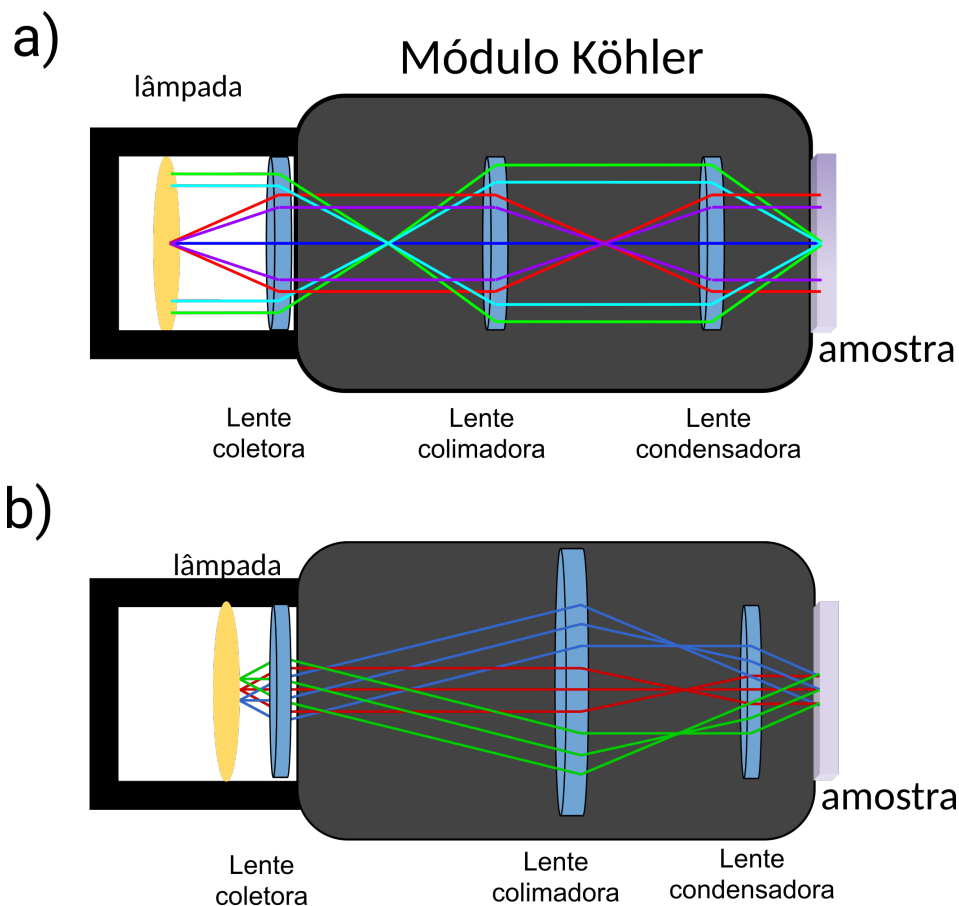 a)
Módulo Köhler
lâmpada
amostra
Lente
coletora
Lente
colimadora
Lente
condensadora
b)
lâmpada
amostra
Lente
coletora
Lente
colimadora
Lente
condensadora